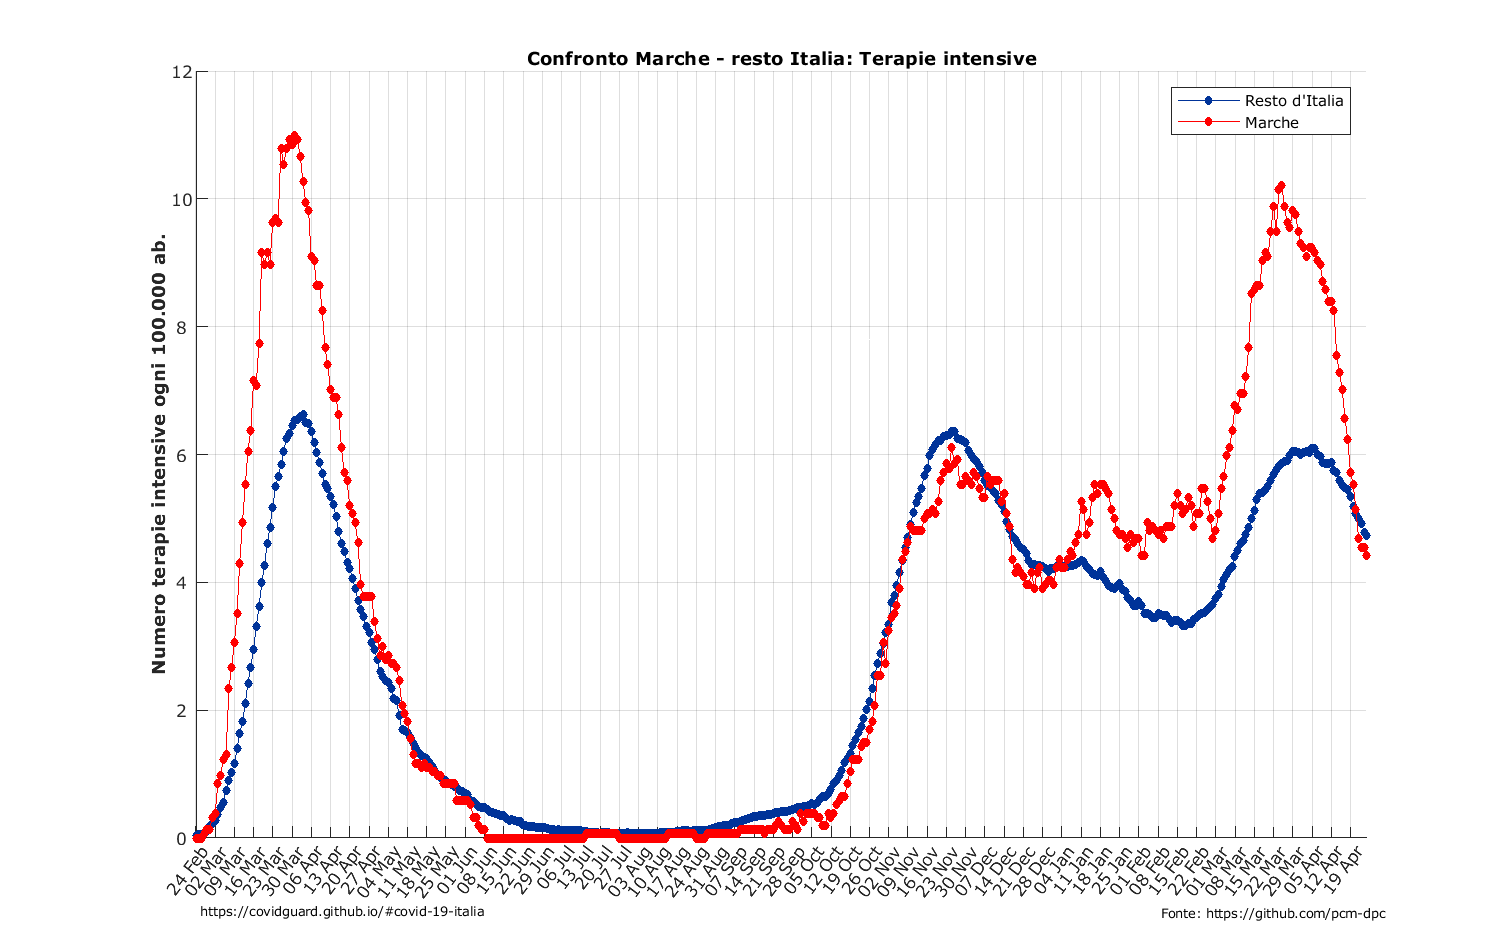 Confronto Marche - resto Italia: Terapie intensive
Resto d'Italia
Marche
Numero terapie intensive ogni 100.000 ab.
12
10
8
6
4
2
0
24 Feb
02 Mar
09 Mar
16 Mar
23 Mar
30 Mar
06 Apr
13 Apr
20 Apr
27 Apr
04 May
11 May
18 May
25 May
01 Jun
08 Jun
15 Jun
22 Jun
29 Jun
06 Jul
13 Jul
20 Jul
27 Jul
03 Aug
10 Aug
17 Aug
24 Aug
31 Aug
07 Sep
14 Sep
21 Sep
28 Sep
05 Oct
12 Oct
19 Oct
26 Oct
02 Nov
09 Nov
16 Nov
23 Nov
30 Nov
07 Dec
14 Dec
21 Dec
28 Dec
04 Jan
11 Jan
18 Jan
25 Jan
01 Feb
08 Feb
15 Feb
22 Feb
01 Mar
08 Mar
15 Mar
22 Mar
29 Mar
05 Apr
12 Apr
19 Apr
https://covidguard.github.io/#covid-19-italia
Fonte: https://github.com/pcm-dpc